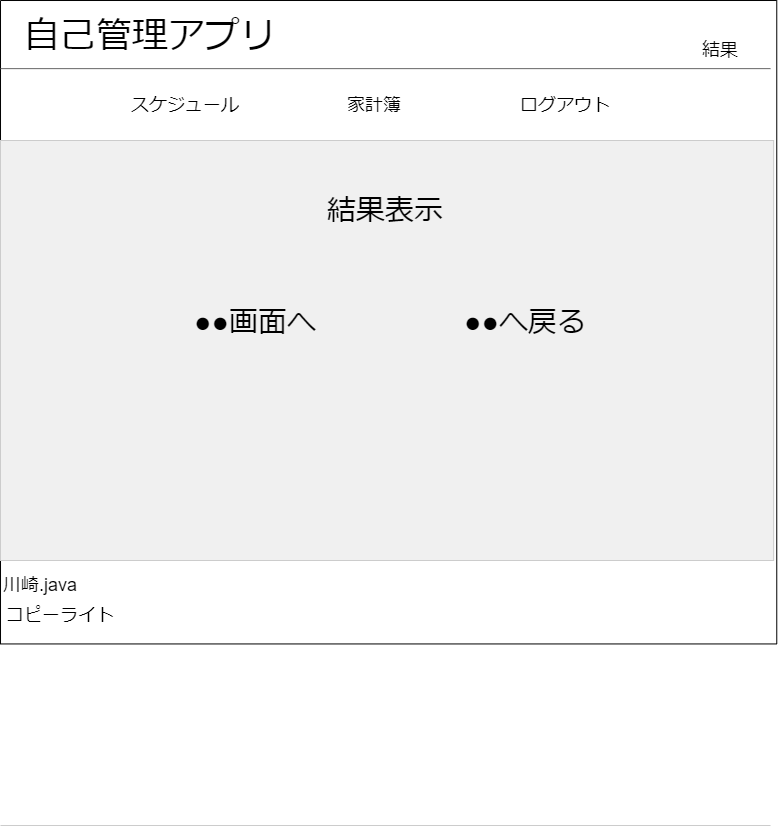 自己管理アプリ
結果
スケジュール 家計簿 ログアウト
結果表示
●●画面へ ●●へ戻る
川崎.java
コピーライト